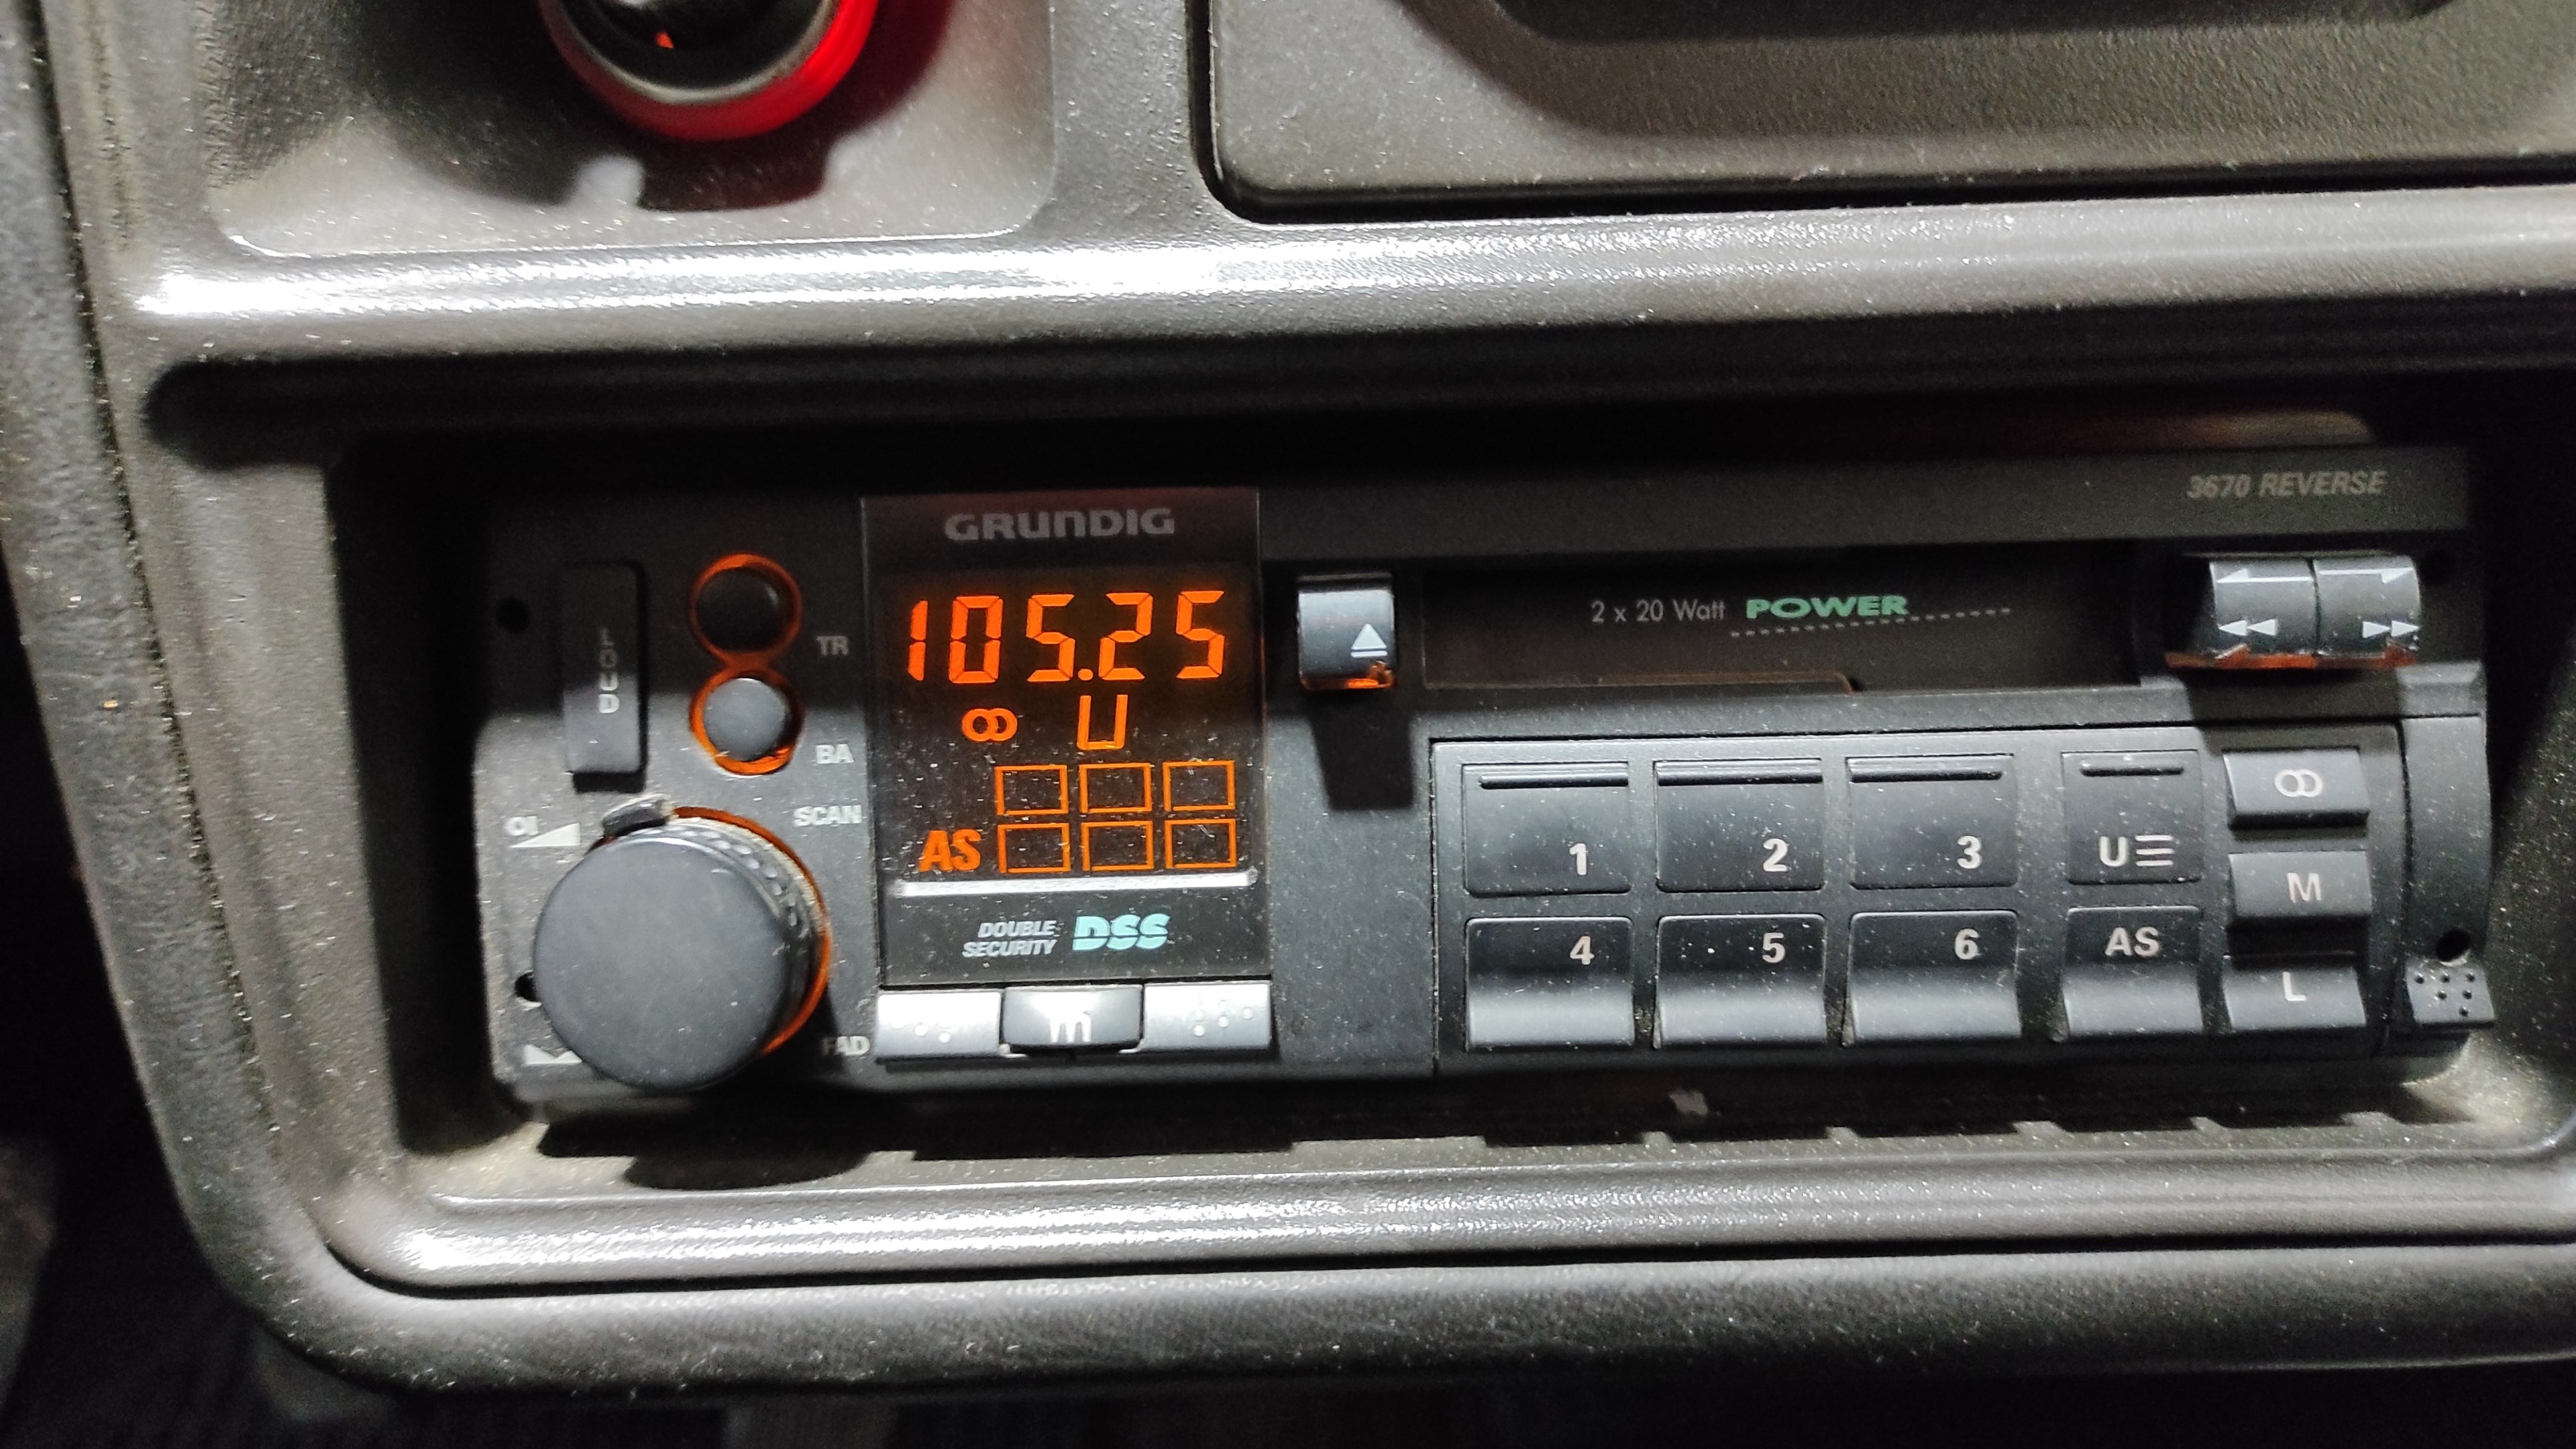 3670 REVERSE
GRUNDIG
105.25
U
AS
DOUBLE
SECURITY
DSS
LOUD
TR
BA
SCAN
FAD
m
2 x 20 Watt POWER
1
2
3
U
M
4
5
6
AS
L